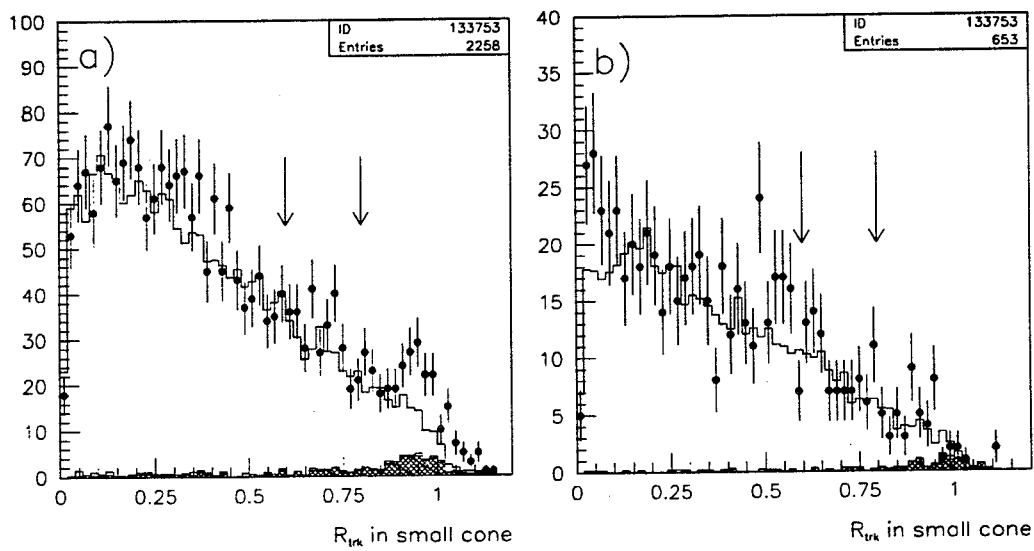 a)
ID 133753
Entries 2258
100
90
80
70
60
50
40
30
20
10
0
0 0.25 0.5 0.75 1
R_trk in small cone
b)
ID 133753
Entries 653
40
35
30
25
20
15
10
5
0
0 0.25 0.5 0.75 1
R_trk in small cone